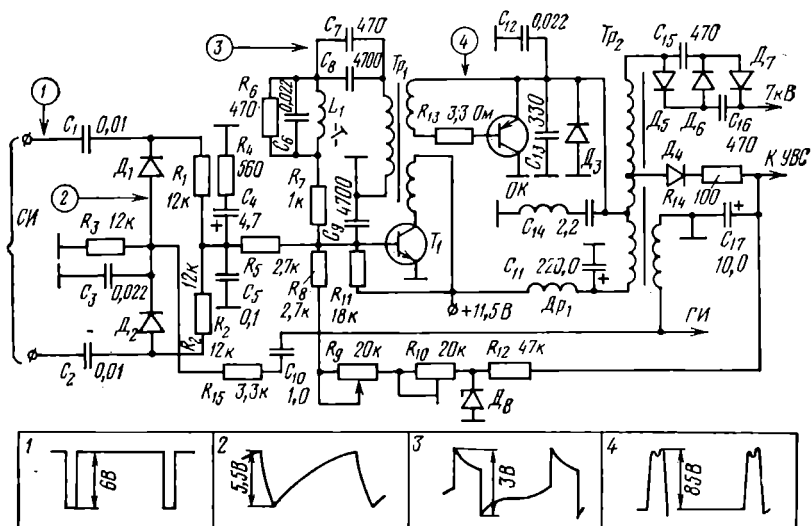 C₇ 470
C₈ 4700
R₆ 470
C₆ 0,022
L₁
Тр₁
C₁₂ 0,022
Тр₂
C₁₅ 470
Д₇
7кВ
Д₅ Д₆ C₁₆ 470
R₁₃ 3,3 Ом
C₁₃ 330
Д₃
ОК
1
2
3
4
C₁ 0,01
Д₁
R₁ 12к
R₄ 560
C₄ 4,7
R₇ 1к
C₉ 4700
Т₁
C₁₄ 2,2
Д₄
R₁₄ 100
К УВС
C₁₇ 10,0
СИ
R₃ 12к
C₃ 0,022
12к
R₅ 2,7к
C₅ 0,1
R₈ 2,7к
R₁₁ 18к
+11,5В
C₁₁ 220,0
Др₁
ГИ
Д₂
R₂ 12к
C₂ 0,01
R₁₅ 3,3к
C₁₀ 1,0
R₉ 20к
R₁₀ 20к
R₁₂ 47к
Д8
1 6В
2 5,5В
3 3В
4 85В